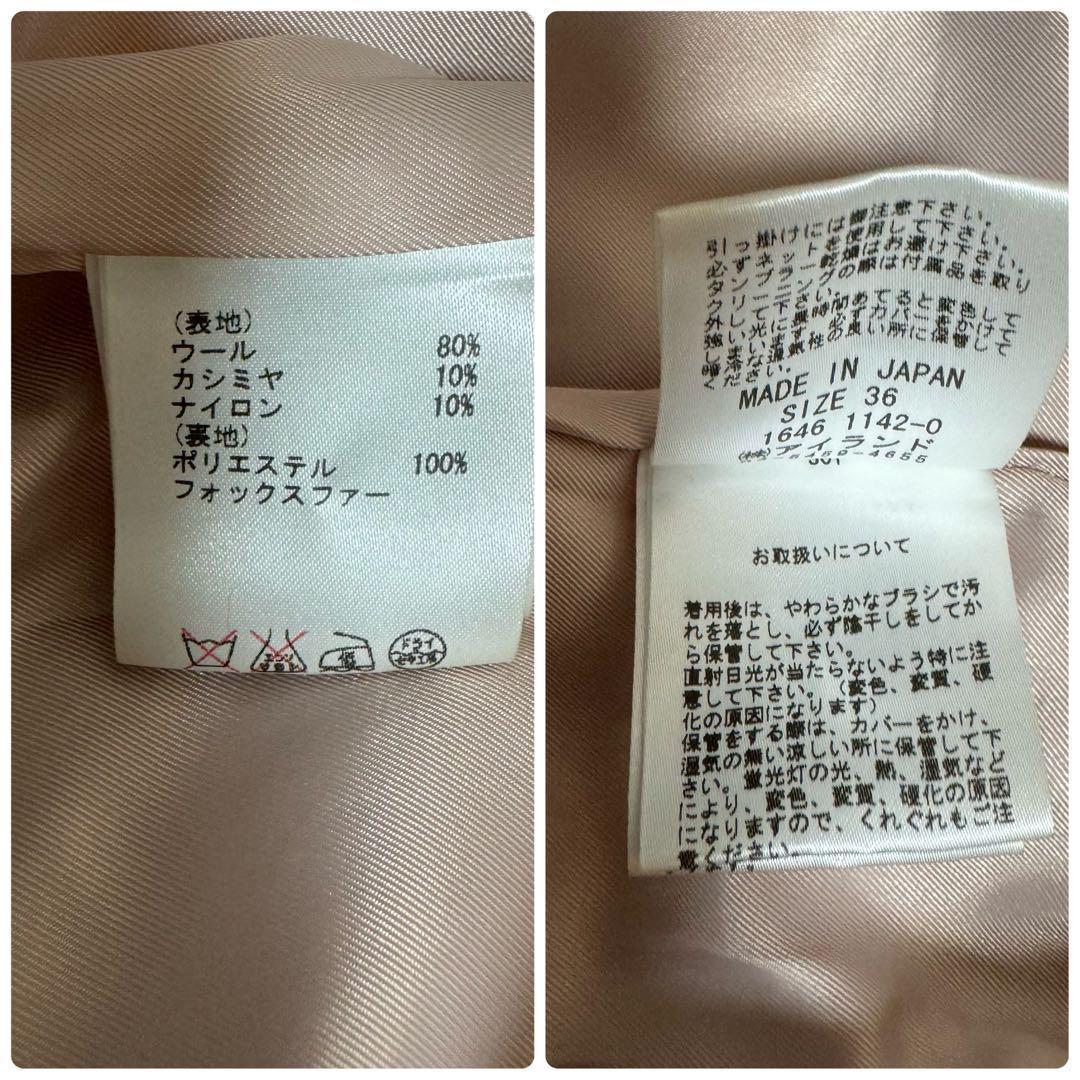 (表地)
ウール 80%
カシミヤ 10%
ナイロン 10%
(裏地)
ポリエステル 100%
フォックスファー
エンソ
サラシ
低
ドライ
セキユ系
引っ掛けには御注意下さい。
必ずネットを使用して下さい。
タンブラー乾燥はお避け下さい。
MADE IN JAPAN
SIZE 36
1646 1142-0
㈱アイランド
お取扱いについて
着用後は、やわらかなブラシで汚
れを落とし、必ず陰干しをしてか
ら保管して下さい。
直射日光が当たらないよう特に注
意して下さい。(変色、変質、硬
化の原因になります)
保管をする際は、カバーをかけ、
湿気の無い涼しい所に保管して下
さい。蛍光灯の光、熱、湿気など
により、変色、変質、硬化の原因
になりますので、くれぐれもご注
意ください。